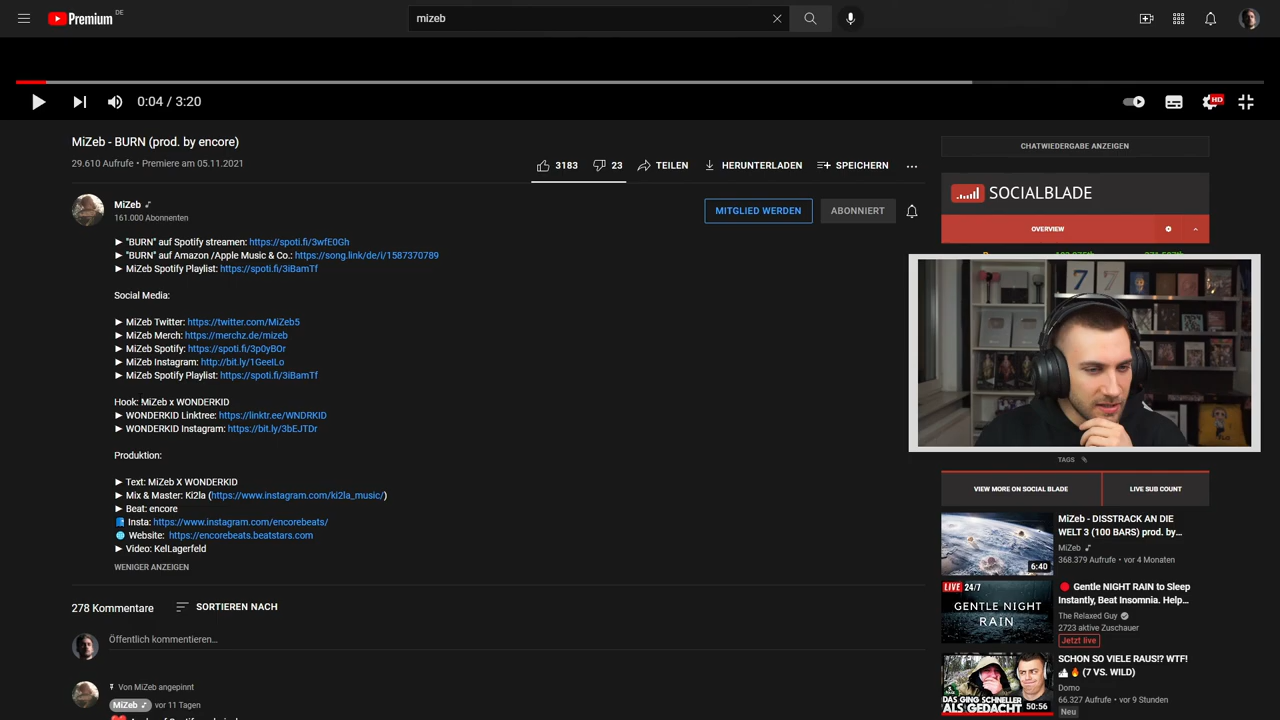 Premium DE
mizeb
0:04 / 3:20
HD
MiZeb - BURN (prod. by encore)
29.610 Aufrufe • Premiere am 05.11.2021
3183
23
TEILEN
HERUNTERLADEN
SPEICHERN
MiZeb
161.000 Abonnenten
MITGLIED WERDEN
ABONNIERT
► "BURN" auf Spotify streamen: https://spoti.fi/3wfE0Gh
► "BURN" auf Amazon /Apple Music & Co.: https://song.link/de/i/1587370789
► MiZeb Spotify Playlist: https://spoti.fi/3iBamTf
Social Media:
► MiZeb Twitter: https://twitter.com/MiZeb5
► MiZeb Merch: https://merchz.de/mizeb
► MiZeb Spotify: https://spoti.fi/3p0yBOr
► MiZeb Instagram: http://bit.ly/1GeeILo
► MiZeb Spotify Playlist: https://spoti.fi/3iBamTf
Hook: MiZeb x WONDERKID
► WONDERKID Linktree: https://linktr.ee/WNDRKID
► WONDERKID Instagram: https://bit.ly/3bEJTDr
Produktion:
► Text: MiZeb X WONDERKID
► Mix & Master: Ki2la (https://www.instagram.com/ki2la_music/)
► Beat: encore
Insta: https://www.instagram.com/encorebeats/
Website: https://encorebeats.beatstars.com
► Video: KelLagerfeld
WENIGER ANZEIGEN
278 Kommentare
SORTIEREN NACH
Öffentlich kommentieren...
Von MiZeb angepinnt
MiZeb
vor 11 Tagen
CHATWIEDERGABE ANZEIGEN
SOCIALBLADE
OVERVIEW
7
7
TAGS
VIEW MORE ON SOCIAL BLADE
LIVE SUB COUNT
6:40
MiZeb - DISSTRACK AN DIE
WELT 3 (100 BARS) prod. by...
MiZeb
368.379 Aufrufe • vor 4 Monaten
LIVE 24/7
GENTLE NIGHT
RAIN
Gentle NIGHT RAIN to Sleep
Instantly, Beat Insomnia. Help...
The Relaxed Guy
2723 aktive Zuschauer
Jetzt live
DAS GING SCHNELLER
ALS GEDACHT
50:56
SCHON SO VIELE RAUS!? WTF!
(7 VS. WILD)
Domo
66.327 Aufrufe • vor 9 Stunden
Neu